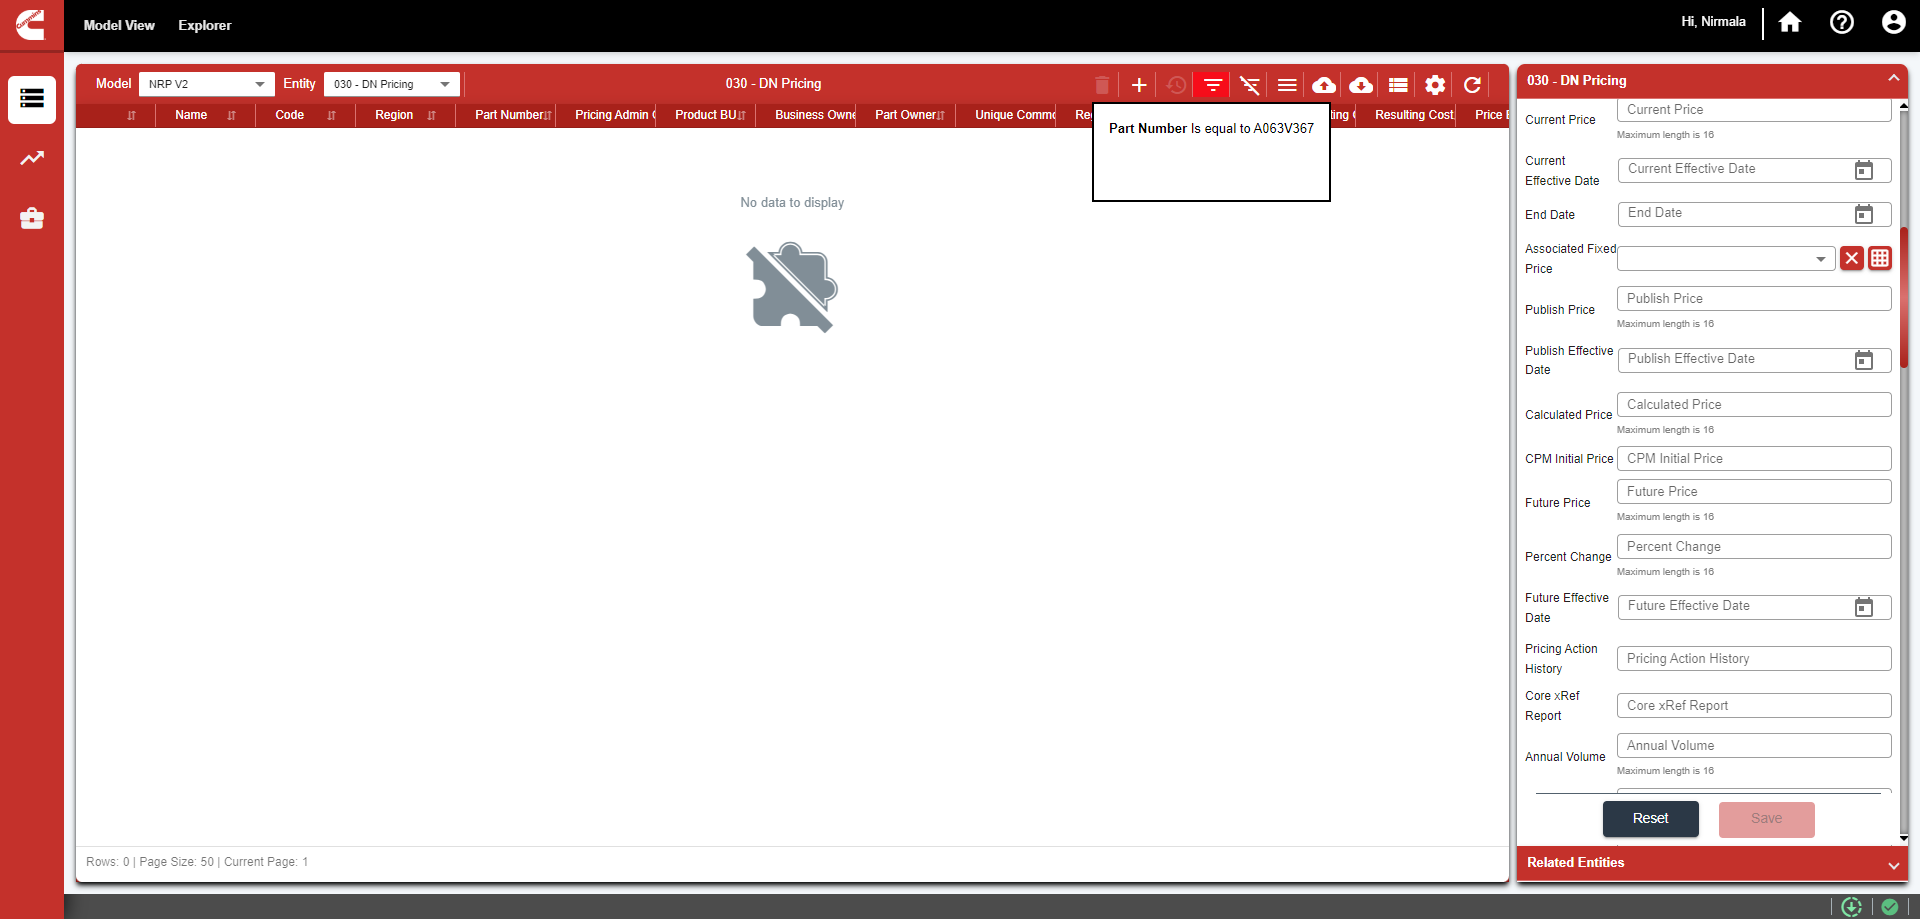 Cummins
Model View
Explorer
Hi, Nirmala
Model
NRP V2
Entity
030 - DN Pricing
030 - DN Pricing
Name
Code
Region
Part Number
Pricing Admin
Product BU
Business Owne
Part Owner
Unique Commo
Re
ting
Resulting Cost
Price
Part Number Is equal to A063V367
No data to display
Rows: 0 | Page Size: 50 | Current Page: 1
030 - DN Pricing
Current Price
Current Price
Maximum length is 16
Current Effective Date
Current Effective Date
End Date
End Date
Associated Fixed Price
Publish Price
Publish Price
Maximum length is 16
Publish Effective Date
Publish Effective Date
Calculated Price
Calculated Price
Maximum length is 16
CPM Initial Price
CPM Initial Price
Future Price
Future Price
Maximum length is 16
Percent Change
Percent Change
Maximum length is 16
Future Effective Date
Future Effective Date
Pricing Action History
Pricing Action History
Core xRef Report
Core xRef Report
Annual Volume
Annual Volume
Maximum length is 16
Reset
Save
Related Entities